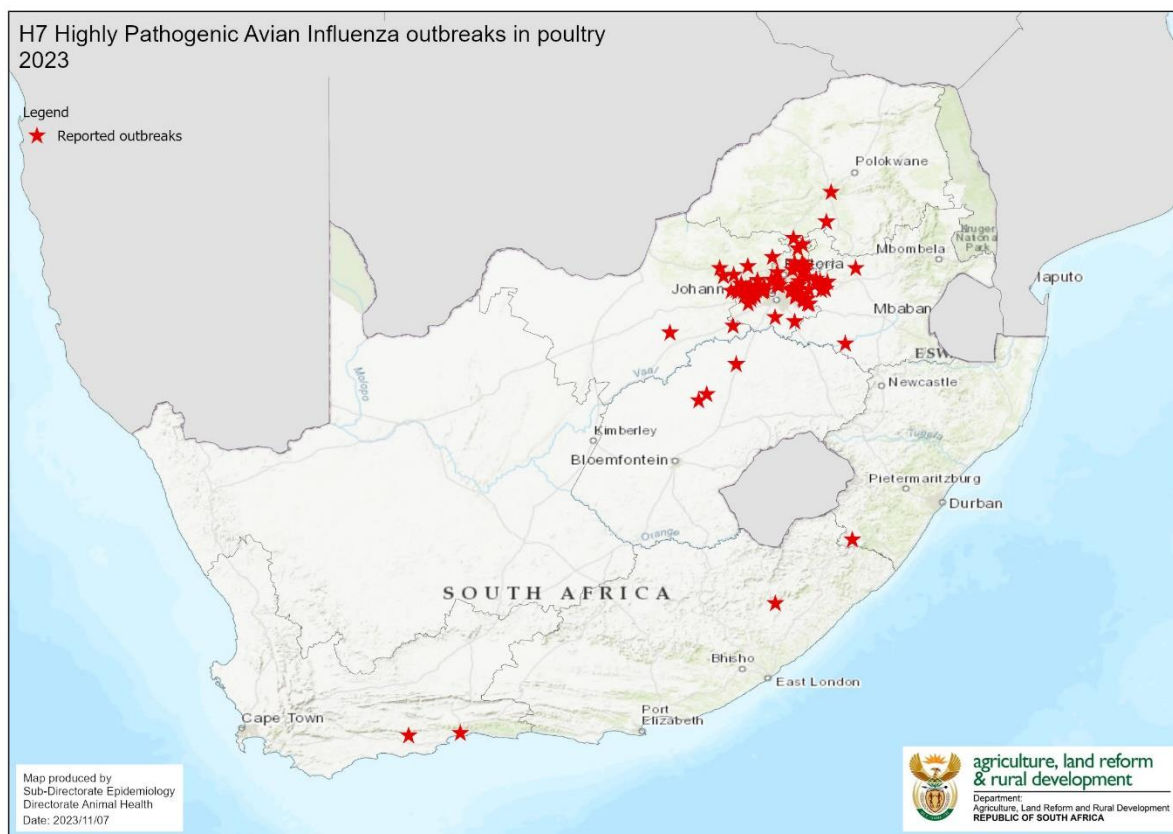 H7 Highly Pathogenic Avian Influenza outbreaks in poultry
2023
Legend
Reported outbreaks
Polokwane
Kruger
National
Park
Mbombela
Maputo
Johann
Mbaban
ESW
Vaal
Molopo
Newcastle
Kimberley
Tugela
Bloemfontein
Pietermaritzburg
Durban
Orange
SOUTH AFRICA
Bhisho
East London
Port
Elizabeth
Cape Town
Map produced by
Sub-Directorate Epidemiology
Directorate Animal Health
Date: 2023/11/07
agriculture, land reform
& rural development
Department:
Agriculture, Land Reform and Rural Development
REPUBLIC OF SOUTH AFRICA